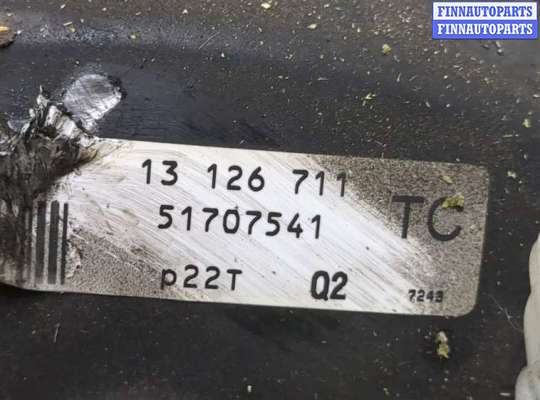 FINNAUTOPARTS
FINNAUTOPARTS
13 126 711
51707541
TC
p22T Q2
7243